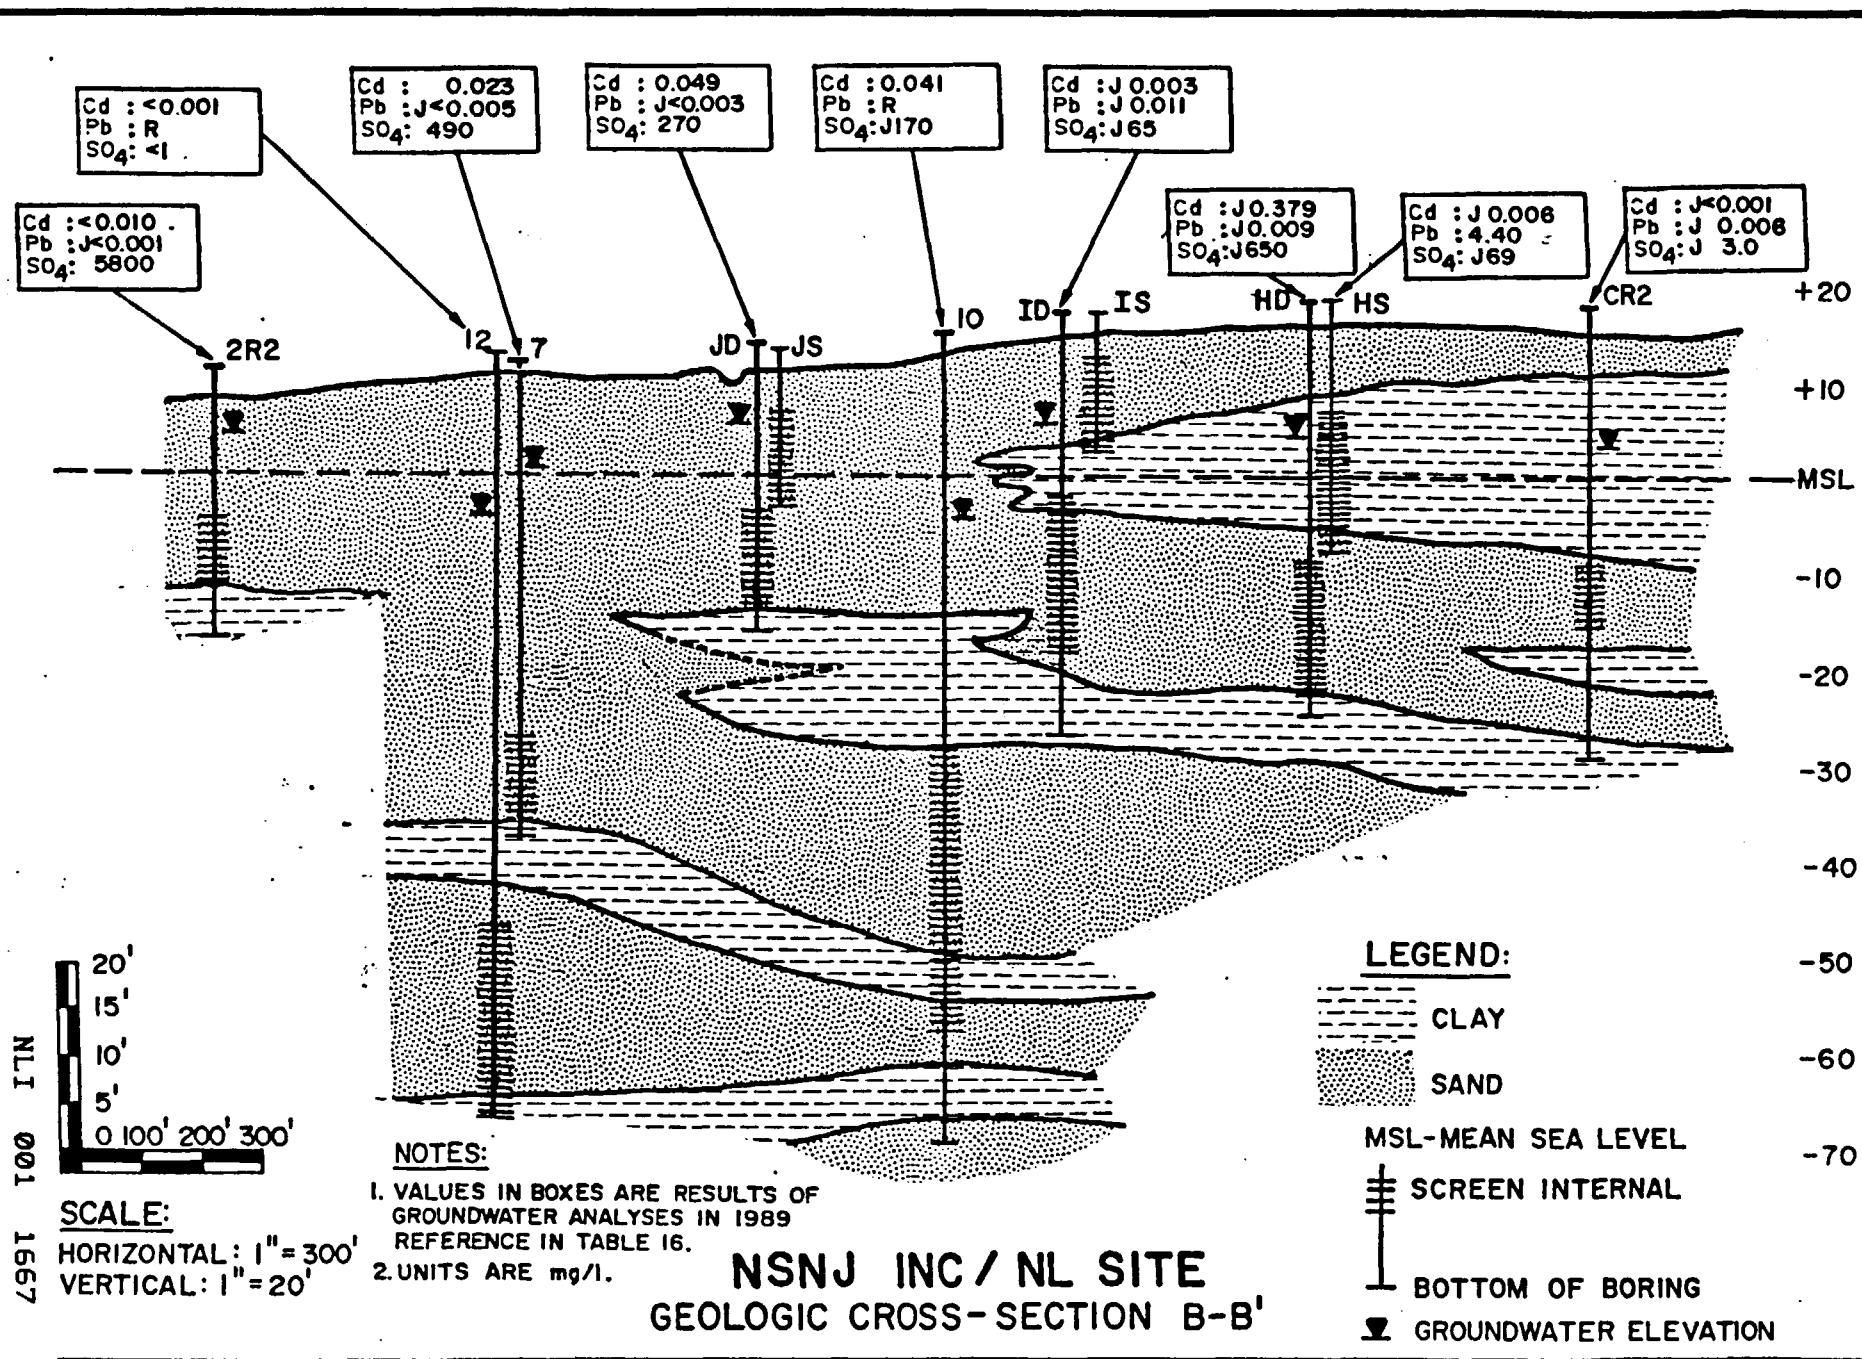 Cd : <0.001
Pb : R
SO4: <1
Cd : 0.023
Pb : J<0.005
SO4: 490
Cd : 0.049
Pb : J<0.003
SO4: 270
Cd : 0.041
Pb : R
SO4: J170
Cd : J 0.003
Pb : J 0.011
SO4: J 65
Cd : <0.010
Pb : J<0.001
SO4: 5800
Cd : J 0.379
Pb : J 0.009
SO4: J650
Cd : J 0.006
Pb : 4.40
SO4: J69
Cd : J<0.001
Pb : J 0.006
SO4: J 3.0
2R2
12
7
JD
JS
10
ID
IS
HD
HS
CR2
+20
+10
MSL
-10
-20
-30
-40
-50
-60
-70
20'
15'
10'
5'
0 100' 200' 300'
SCALE:
HORIZONTAL: 1"=300'
VERTICAL: 1"=20'
NLI 001 1667
NOTES:
1. VALUES IN BOXES ARE RESULTS OF
GROUNDWATER ANALYSES IN 1989
REFERENCE IN TABLE 16.
2. UNITS ARE mg/l.
NSNJ INC / NL SITE
GEOLOGIC CROSS-SECTION B-B'
LEGEND:
CLAY
SAND
MSL-MEAN SEA LEVEL
SCREEN INTERNAL
BOTTOM OF BORING
GROUNDWATER ELEVATION